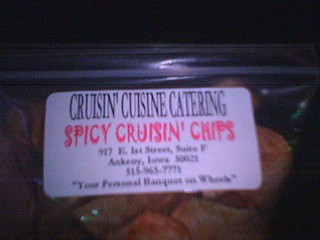 CRUISIN' CUISINE CATERING
SPICY CRUISIN' CHIPS
917 E. 1st Street, Suite F
Ankeny, Iowa 50021
515-963-7771
"Your Personal Banquet on Wheels"